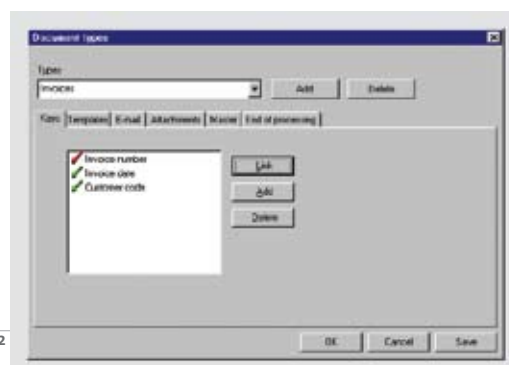 Document types
Types
Invoices
Add Delete
Keys Templates E-mail Attachments Master End of processing
Invoice number
Invoice date
Customer code
Link
Add
Delete
2
OK Cancel Save